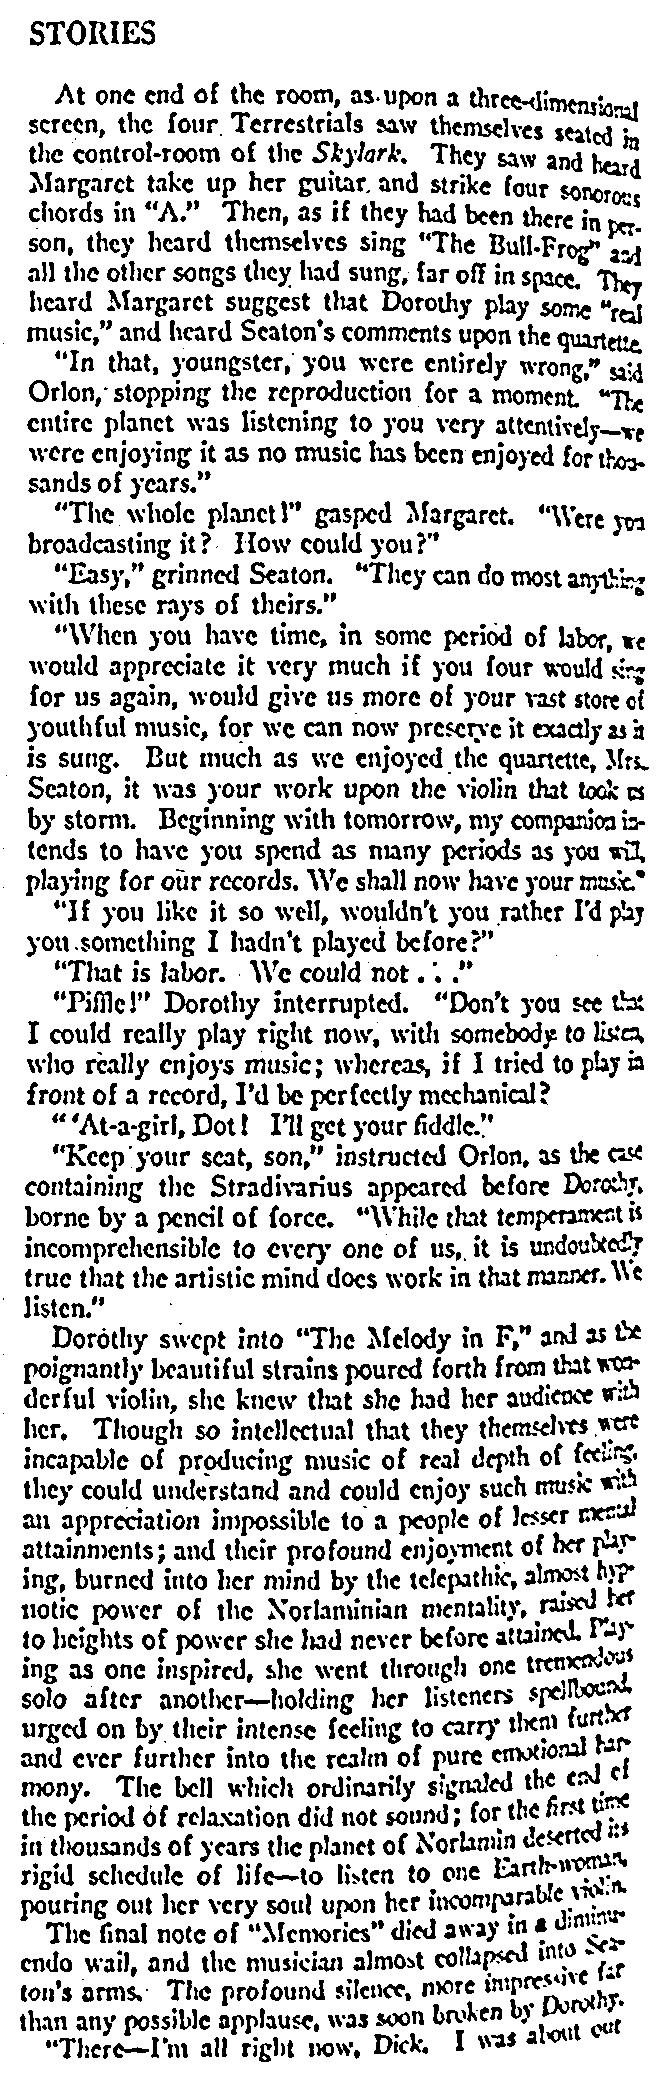 STORIES
At one end of the room, as upon a three-dimensional
screen, the four Terrestrials saw themselves seated in
the control-room of the Skylark. They saw and heard
Margaret take up her guitar and strike four sonorous
chords in "A." Then, as if they had been there in per-
son, they heard themselves sing "The Bull-Frog" and
all the other songs they had sung, far off in space. They
heard Margaret suggest that Dorothy play some "real
music," and heard Seaton's comments upon the quartette.
"In that, youngster, you were entirely wrong," said
Orlon, stopping the reproduction for a moment. "The
entire planet was listening to you very attentively—we
were enjoying it as no music has been enjoyed for thou-
sands of years."
"The whole planet!" gasped Margaret. "Were you
broadcasting it? How could you?"
"Easy," grinned Seaton. "They can do most anything
with these rays of theirs."
"When you have time, in some period of labor, we
would appreciate it very much if you four would sing
for us again, would give us more of your vast store of
youthful music, for we can now preserve it exactly as it
is sung. But much as we enjoyed the quartette, Mrs.
Seaton, it was your work upon the violin that took us
by storm. Beginning with tomorrow, my companion in-
tends to have you spend as many periods as you will,
playing for our records. We shall now have your music."
"If you like it so well, wouldn't you rather I'd play
you something I hadn't played before?"
"That is labor. We could not . . ."
"Piffle!" Dorothy interrupted. "Don't you see that
I could really play right now, with somebody to listen,
who really enjoys music; whereas, if I tried to play in
front of a record, I'd be perfectly mechanical?
"'At-a-girl, Dot! I'll get your fiddle."
"Keep your seat, son," instructed Orlon, as the case
containing the Stradivarius appeared before Dorothy,
borne by a pencil of force. "While that temperament is
incomprehensible to every one of us, it is undoubtedly
true that the artistic mind does work in that manner. We
listen."
Dorothy swept into "The Melody in F," and as the
poignantly beautiful strains poured forth from that won-
derful violin, she knew that she had her audience with
her. Though so intellectual that they themselves were
incapable of producing music of real depth of feeling,
they could understand and could enjoy such music with
an appreciation impossible to a people of lesser mental
attainments; and their profound enjoyment of her play-
ing, burned into her mind by the telepathic, almost hyp-
notic power of the Norlaminian mentality, raised her
to heights of power she had never before attained. Play-
ing as one inspired, she went through one tremendous
solo after another—holding her listeners spellbound,
urged on by their intense feeling to carry them further
and ever further into the realm of pure emotional har-
mony. The bell which ordinarily signaled the end of
the period of relaxation did not sound; for the first time
in thousands of years the planet of Norlamin deserted its
rigid schedule of life—to listen to one Earth-woman,
pouring out her very soul upon her incomparable violin.
The final note of "Memories" died away in a diminu-
endo wail, and the musician almost collapsed into Sea-
ton's arms. The profound silence, more impressive far
than any possible applause, was soon broken by Dorothy.
"There—I'm all right now, Dick. I was about out